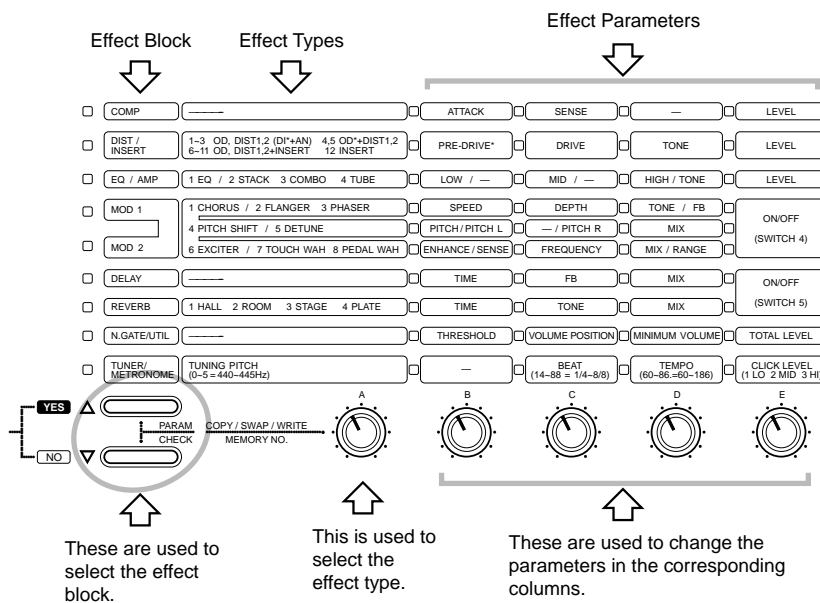 Effect Parameters
Effect Block Effect Types
COMP ——— ATTACK SENSE — LEVEL
DIST / INSERT 1~3 OD, DIST1,2 (DI*+AN) 4,5 OD*+DIST1,2 6~11 OD, DIST1,2+INSERT 12 INSERT PRE-DRIVE* DRIVE TONE LEVEL
EQ / AMP 1 EQ / 2 STACK 3 COMBO 4 TUBE LOW / — MID / — HIGH / TONE LEVEL
MOD 1 1 CHORUS / 2 FLANGER 3 PHASER SPEED DEPTH TONE / FB ON/OFF (SWITCH 4)
4 PITCH SHIFT / 5 DETUNE PITCH / PITCH L — / PITCH R MIX
MOD 2 6 EXCITER / 7 TOUCH WAH 8 PEDAL WAH ENHANCE / SENSE FREQUENCY MIX / RANGE
DELAY ——— TIME FB MIX ON/OFF (SWITCH 5)
REVERB 1 HALL 2 ROOM 3 STAGE 4 PLATE TIME TONE MIX
N.GATE/UTIL ——— THRESHOLD VOLUME POSITION MINIMUM VOLUME TOTAL LEVEL
TUNER/ METRONOME TUNING PITCH (0~5 = 440~445Hz) — BEAT (14~88 = 1/4~8/8) TEMPO (60~86.=60~186) CLICK LEVEL (1 LO 2 MID 3 HI)
A B C D E
YES
PARAM CHECK COPY / SWAP / WRITE MEMORY NO.
NO
These are used to
select the effect
block.
This is used to
select the
effect type.
These are used to change the
parameters in the corresponding
columns.